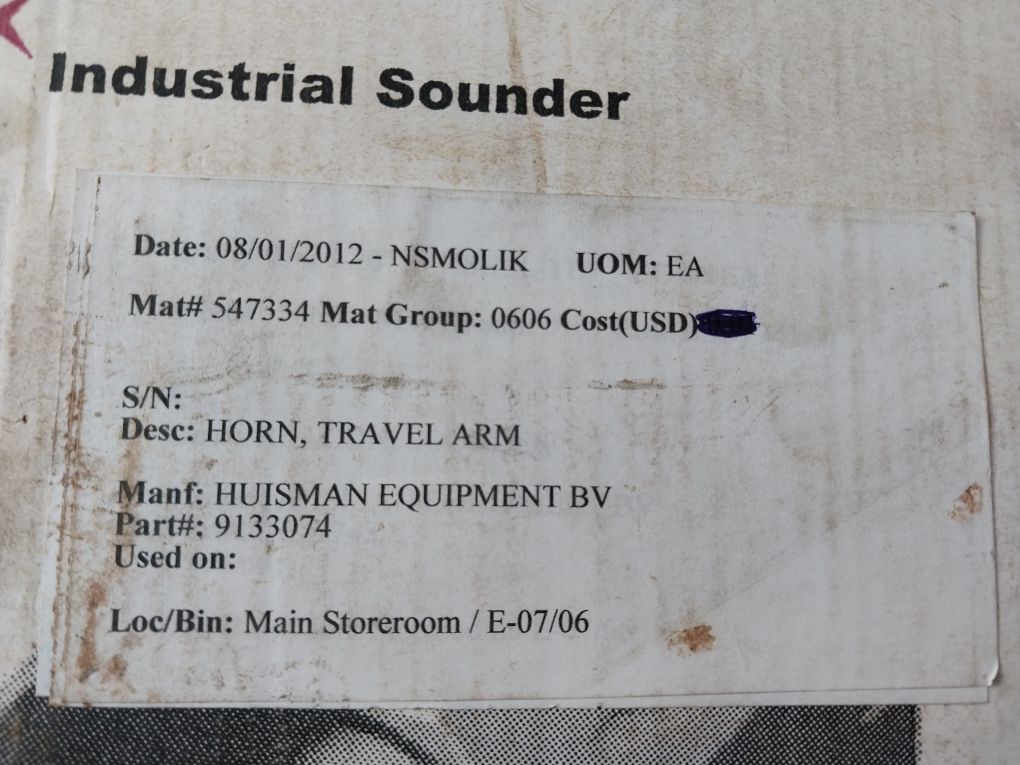 Industrial Sounder
Date: 08/01/2012 - NSMOLIK UOM: EA
Mat# 547334 Mat Group: 0606 Cost(USD)
S/N:
Desc: HORN, TRAVEL ARM
Manf: HUISMAN EQUIPMENT BV
Part#: 9133074
Used on:
Loc/Bin: Main Storeroom / E-07/06